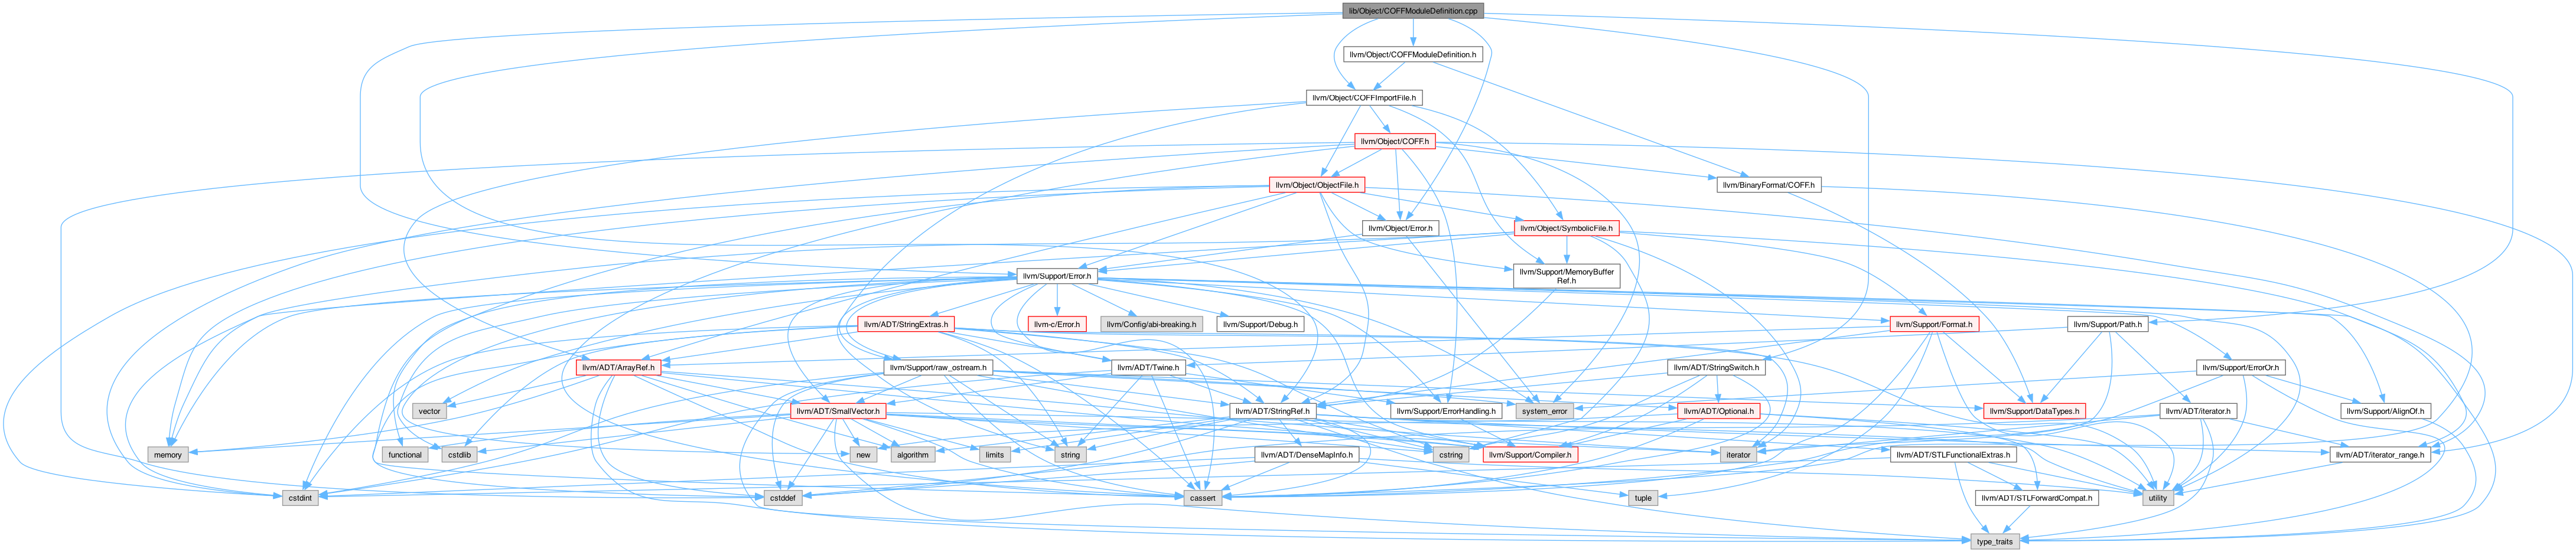 lib/Object/COFFModuleDefinition.cpp
llvm/Object/COFFModuleDefinition.h
llvm/Object/COFFImportFile.h
llvm/Object/COFF.h
llvm/Object/ObjectFile.h
llvm/BinaryFormat/COFF.h
llvm/Object/Error.h
llvm/Object/SymbolicFile.h
llvm/Support/Error.h
llvm/Support/MemoryBuffer
Ref.h
llvm/ADT/StringExtras.h
llvm-c/Error.h
llvm/Config/abi-breaking.h
llvm/Support/Debug.h
llvm/Support/Format.h
llvm/Support/Path.h
llvm/ADT/ArrayRef.h
llvm/Support/raw_ostream.h
llvm/ADT/Twine.h
llvm/ADT/StringSwitch.h
llvm/Support/ErrorOr.h
vector
llvm/ADT/SmallVector.h
llvm/ADT/StringRef.h
llvm/Support/ErrorHandling.h
system_error
llvm/ADT/Optional.h
llvm/Support/DataTypes.h
llvm/ADT/iterator.h
llvm/Support/AlignOf.h
memory
functional
cstdlib
new
algorithm
limits
string
llvm/ADT/DenseMapInfo.h
cstring
llvm/Support/Compiler.h
iterator
llvm/ADT/STLFunctionalExtras.h
llvm/ADT/iterator_range.h
cstdint
cstddef
cassert
tuple
llvm/ADT/STLForwardCompat.h
utility
type_traits